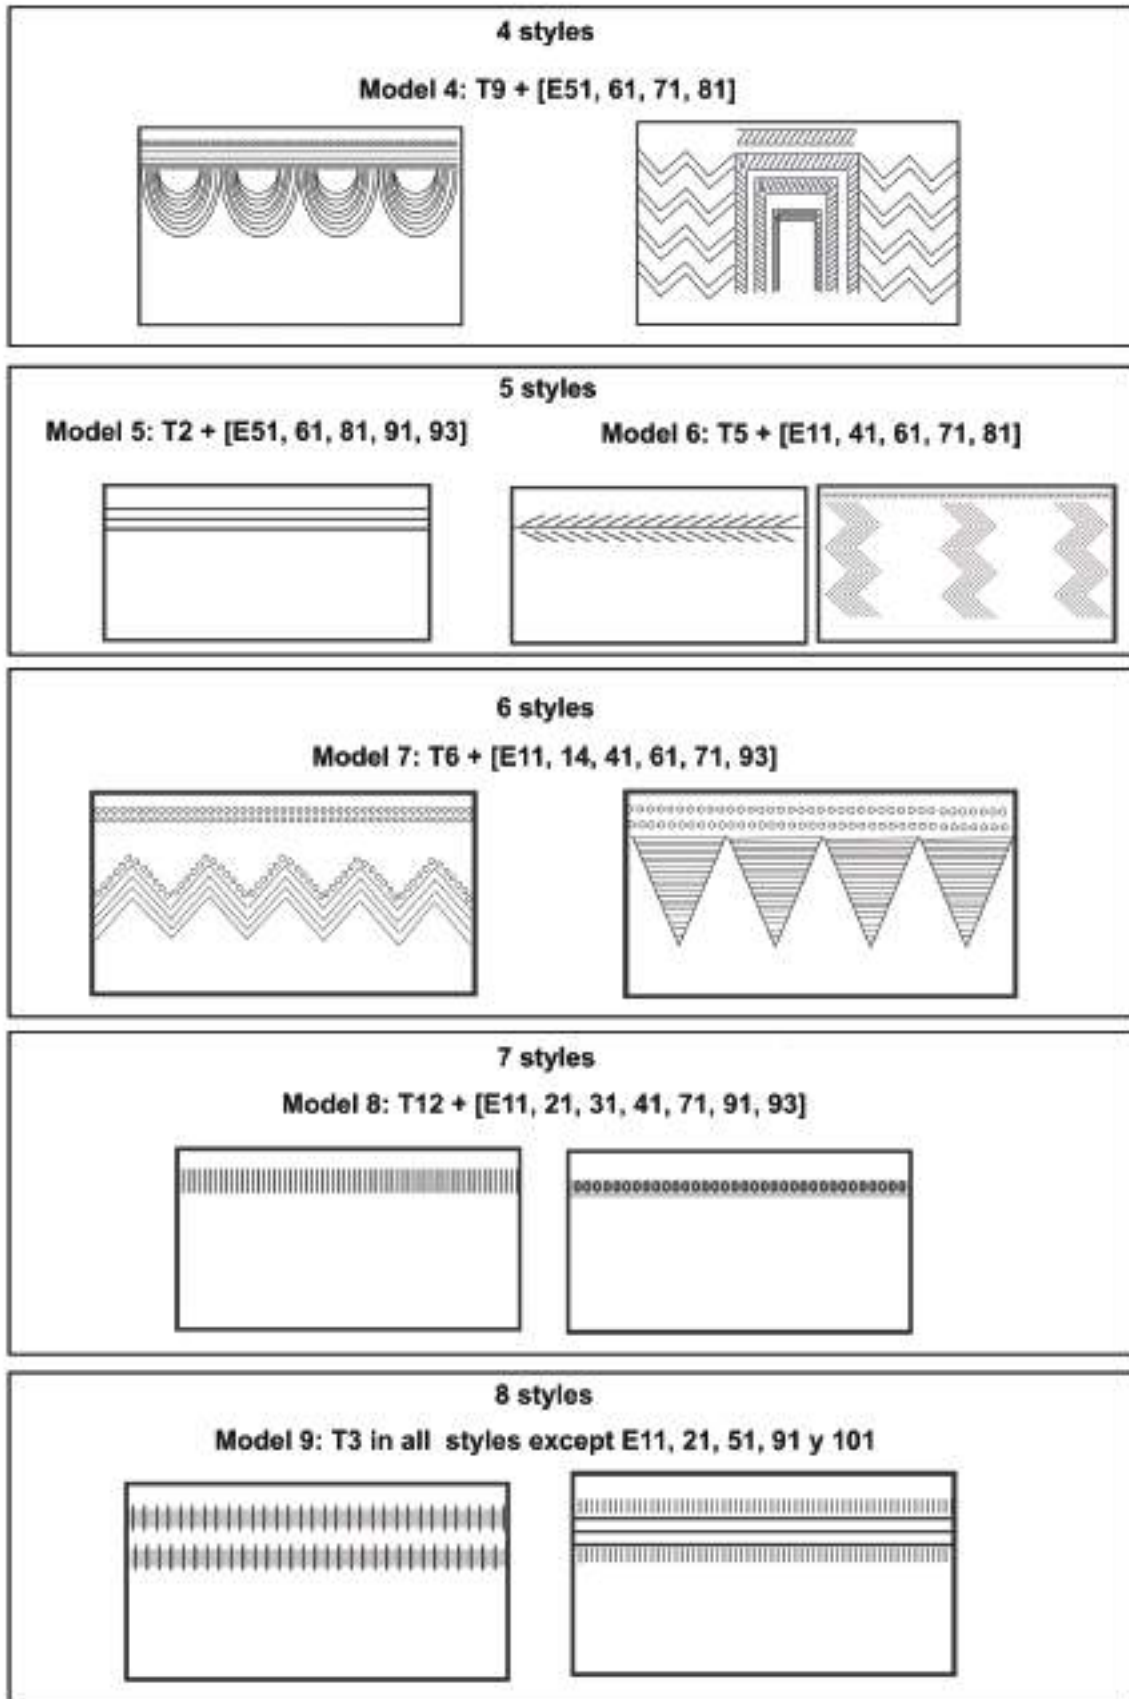 4 styles
Model 4: T9 + [E51, 61, 71, 81]
5 styles
Model 5: T2 + [E51, 61, 81, 91, 93]
Model 6: T5 + [E11, 41, 61, 71, 81]
6 styles
Model 7: T6 + [E11, 14, 41, 61, 71, 93]
7 styles
Model 8: T12 + [E11, 21, 31, 41, 71, 91, 93]
8 styles
Model 9: T3 in all styles except E11, 21, 51, 91 y 101